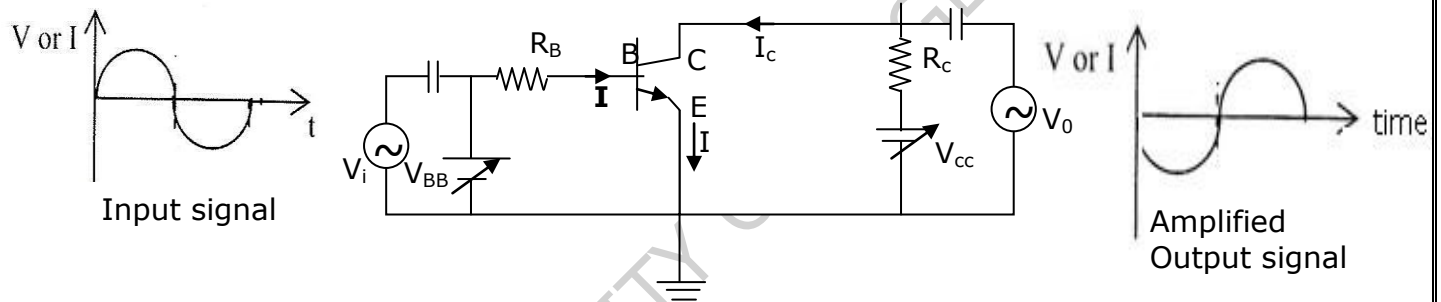 V or I
t
Input signal
R_B
B
C
E
I
I
I_c
V_i
V_BB
R_c
V_cc
V_0
V or I
time
Amplified
Output signal